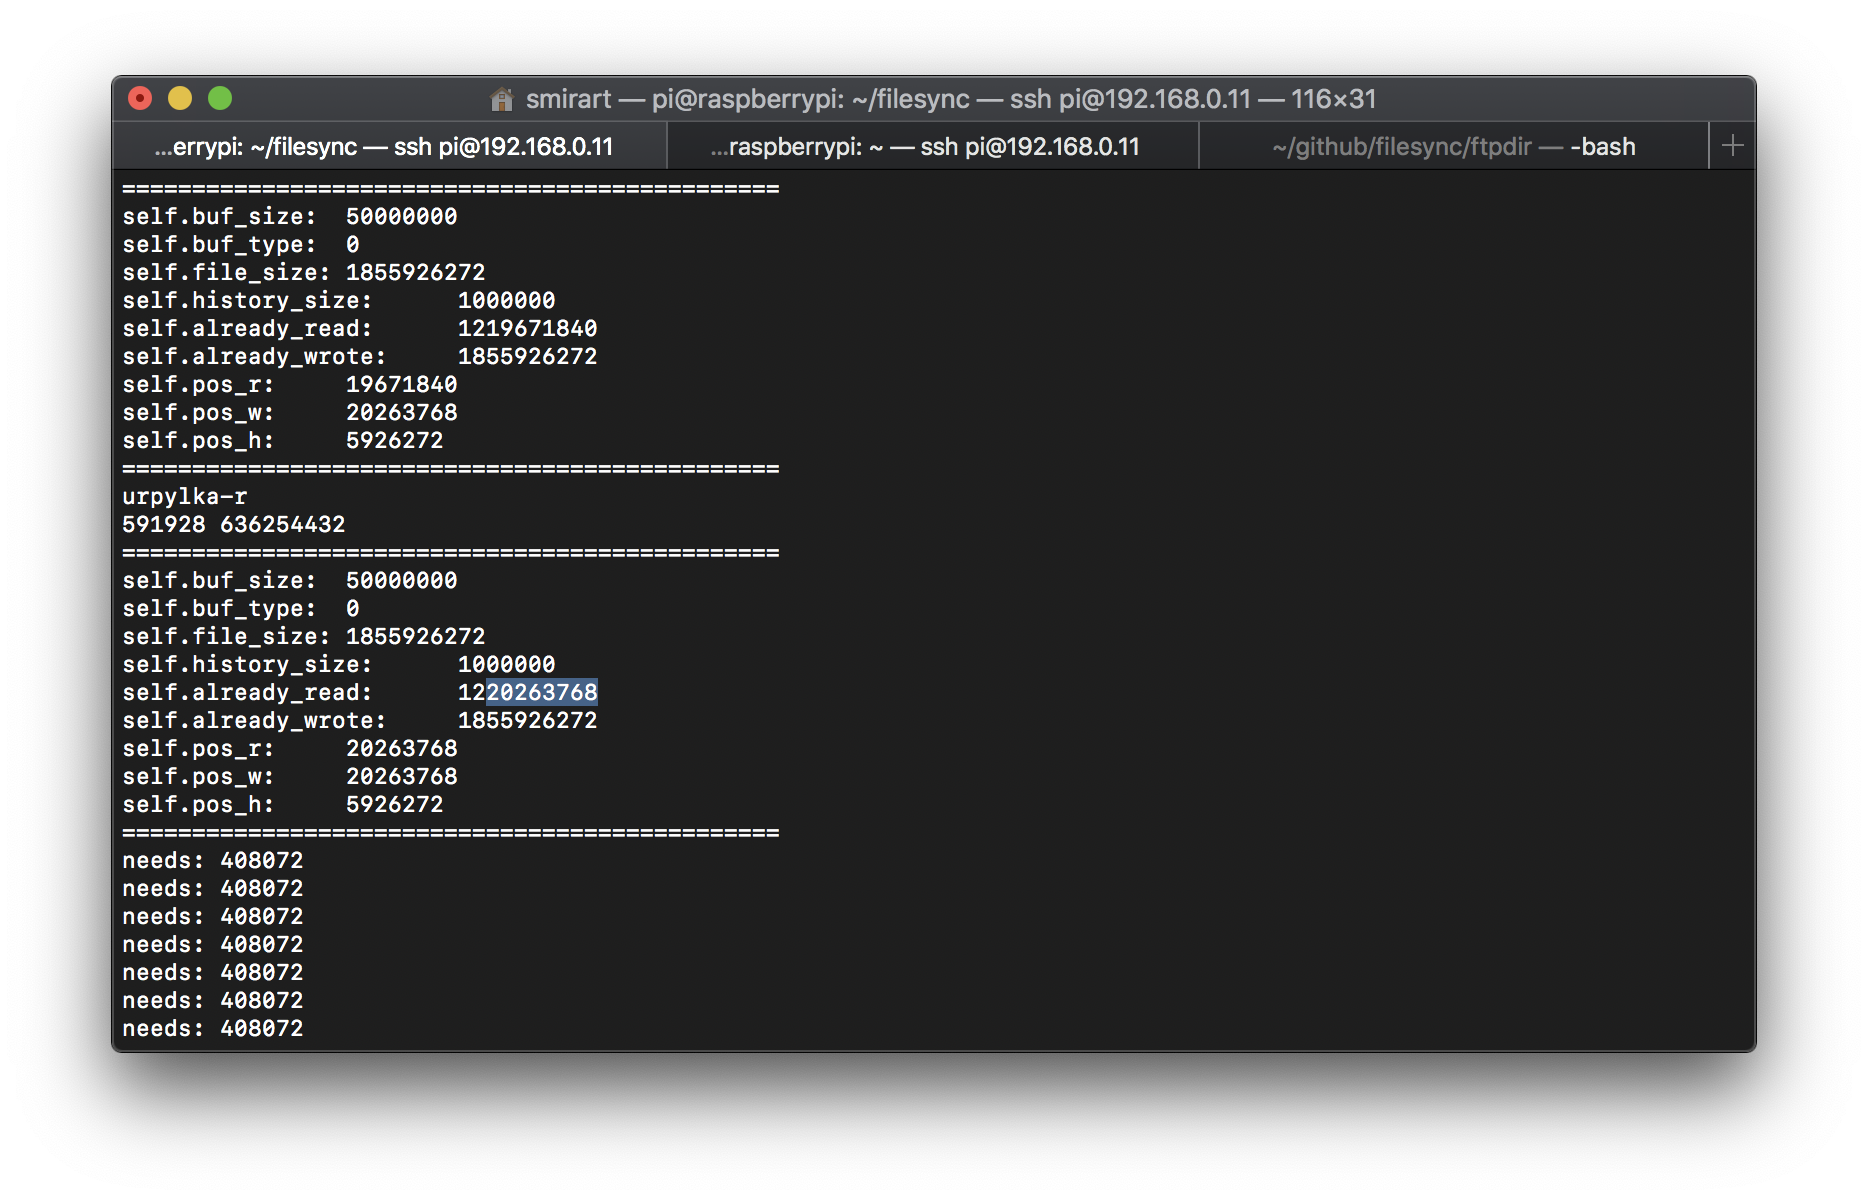 smirart — pi@raspberrypi: ~/filesync — ssh pi@192.168.0.11 — 116×31
...errypi: ~/filesync — ssh pi@192.168.0.11
...raspberrypi: ~ — ssh pi@192.168.0.11
~/github/filesync/ftpdir — -bash
===============================================
self.buf_size: 50000000
self.buf_type: 0
self.file_size: 1855926272
self.history_size: 1000000
self.already_read: 1219671840
self.already_wrote: 1855926272
self.pos_r: 19671840
self.pos_w: 20263768
self.pos_h: 5926272
===============================================
urpylka-r
591928 636254432
===============================================
self.buf_size: 50000000
self.buf_type: 0
self.file_size: 1855926272
self.history_size: 1000000
self.already_read: 1220263768
self.already_wrote: 1855926272
self.pos_r: 20263768
self.pos_w: 20263768
self.pos_h: 5926272
===============================================
needs: 408072
needs: 408072
needs: 408072
needs: 408072
needs: 408072
needs: 408072
needs: 408072